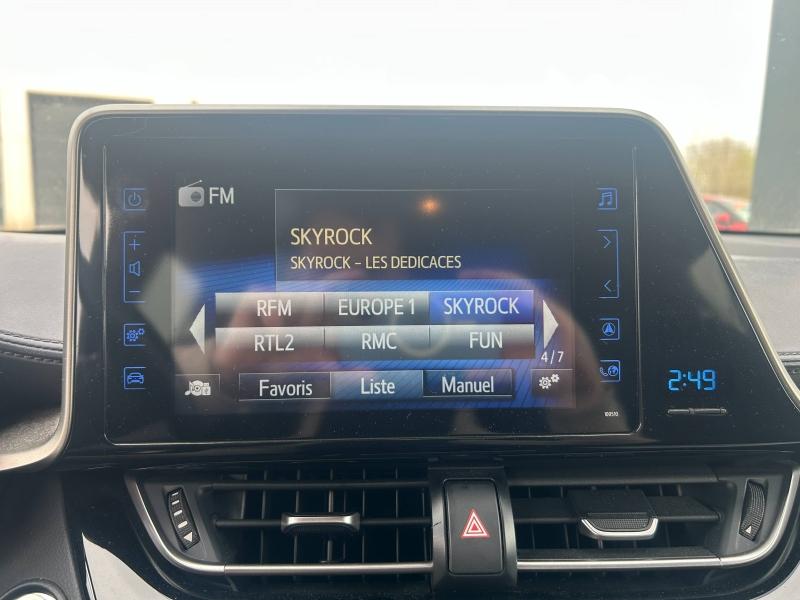 FM
SKYROCK
SKYROCK - LES DEDICACES
RFM EUROPE 1 SKYROCK
RTL2 RMC FUN
4/7
Favoris Liste Manuel
2:49
100510